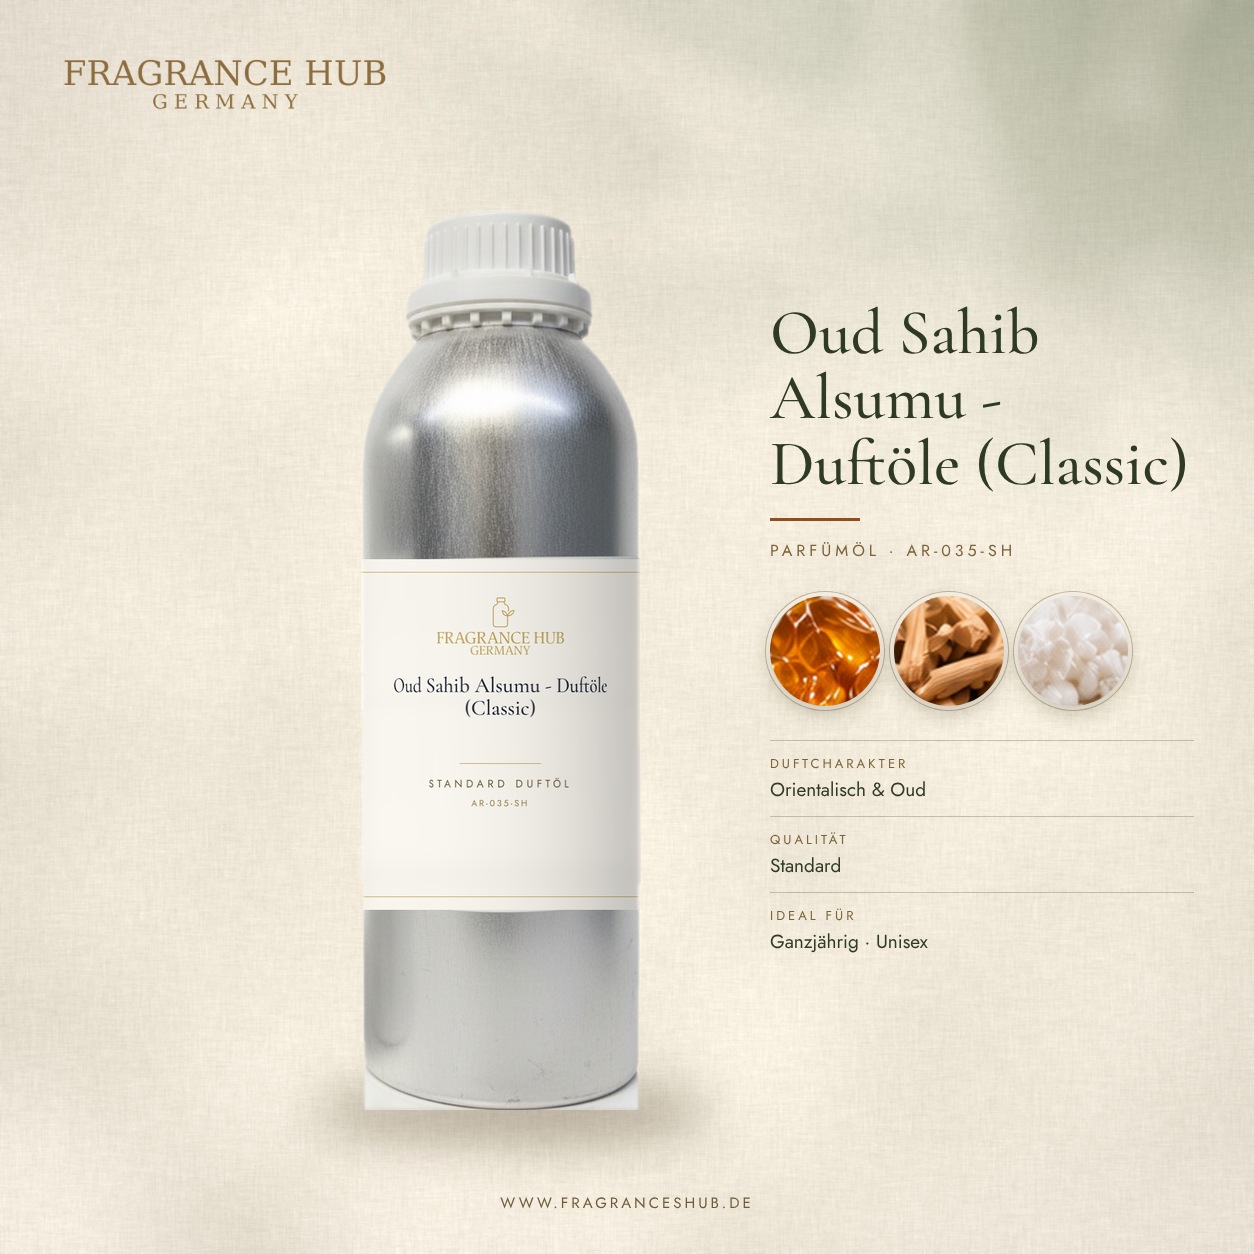 FRAGRANCE HUB
GERMANY
Oud Sahib
Alsumu -
Duftöle (Classic)
PARFÜMÖL · AR-035-SH
FRAGRANCE HUB
GERMANY
Oud Sahib Alsumu - Duftöle
(Classic)
STANDARD DUFTÖL
AR-035-SH
DUFTCHARAKTER
Orientalisch & Oud
QUALITÄT
Standard
IDEAL FÜR
Ganzjährig · Unisex
WWW.FRAGRANCESHUB.DE